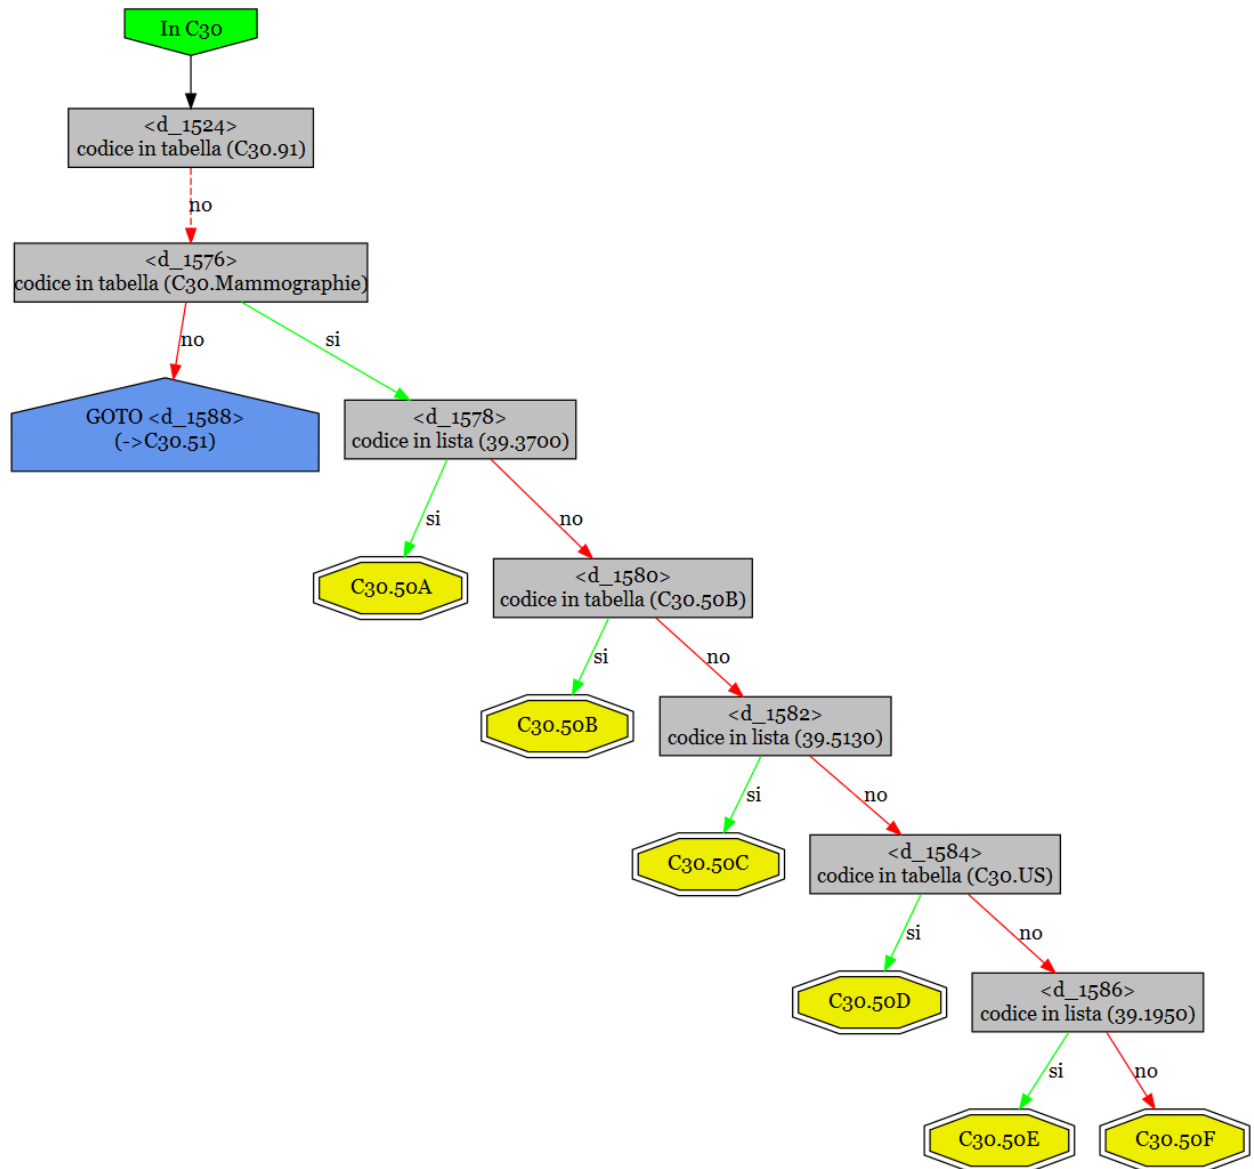 In C30
<d_1524>
codice in tabella (C30.91)
no
<d_1576>
codice in tabella (C30.Mammographie)
no
si
GOTO <d_1588>
(->C30.51)
<d_1578>
codice in lista (39.3700)
si
no
C30.50A
<d_1580>
codice in tabella (C30.50B)
si
no
C30.50B
<d_1582>
codice in lista (39.5130)
si
no
C30.50C
<d_1584>
codice in tabella (C30.US)
si
no
C30.50D
<d_1586>
codice in lista (39.1950)
si
no
C30.50E
C30.50F